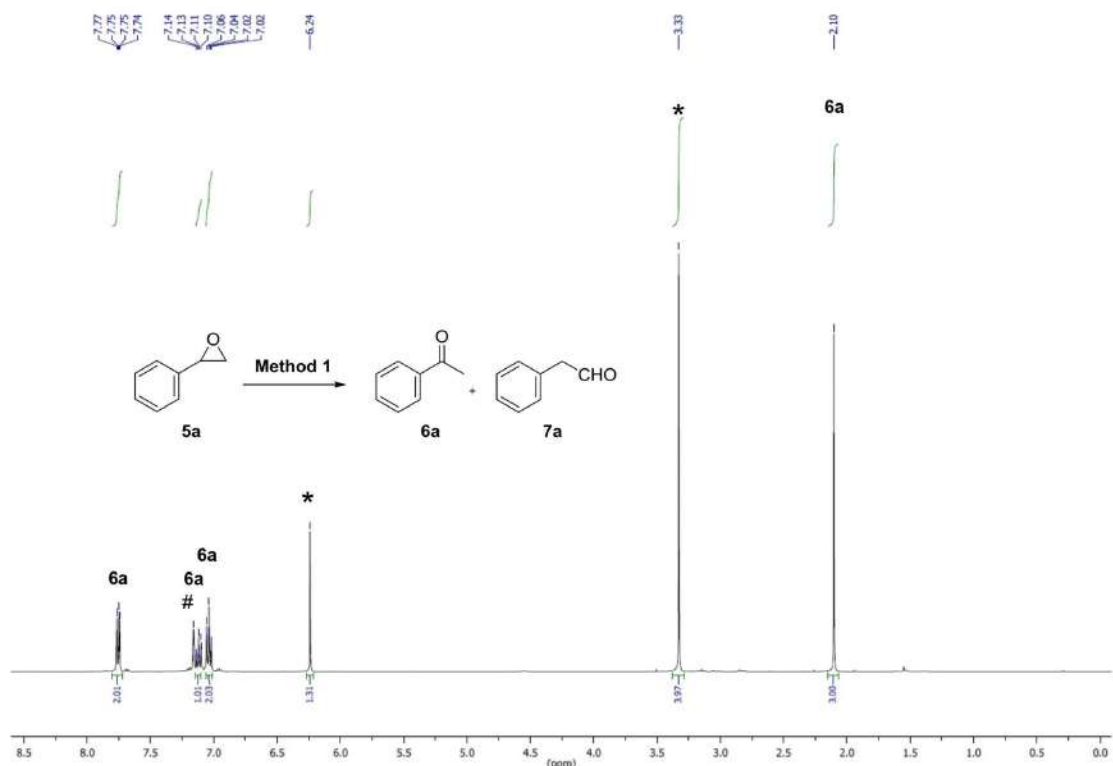 7.77 7.75 7.75 7.74 7.14 7.13 7.11 7.10 7.06 7.04 7.02 7.02 6.24 3.33 2.10
* 6a
O O
Method 1
CHO
+
5a 6a 7a
*
6a
6a 6a
#
2.01 1.01 2.03 1.31 3.97 3.00
8.5 8.0 7.5 7.0 6.5 6.0 5.5 5.0 4.5 4.0 3.5 3.0 2.5 2.0 1.5 1.0 0.5 0.0
(ppm)